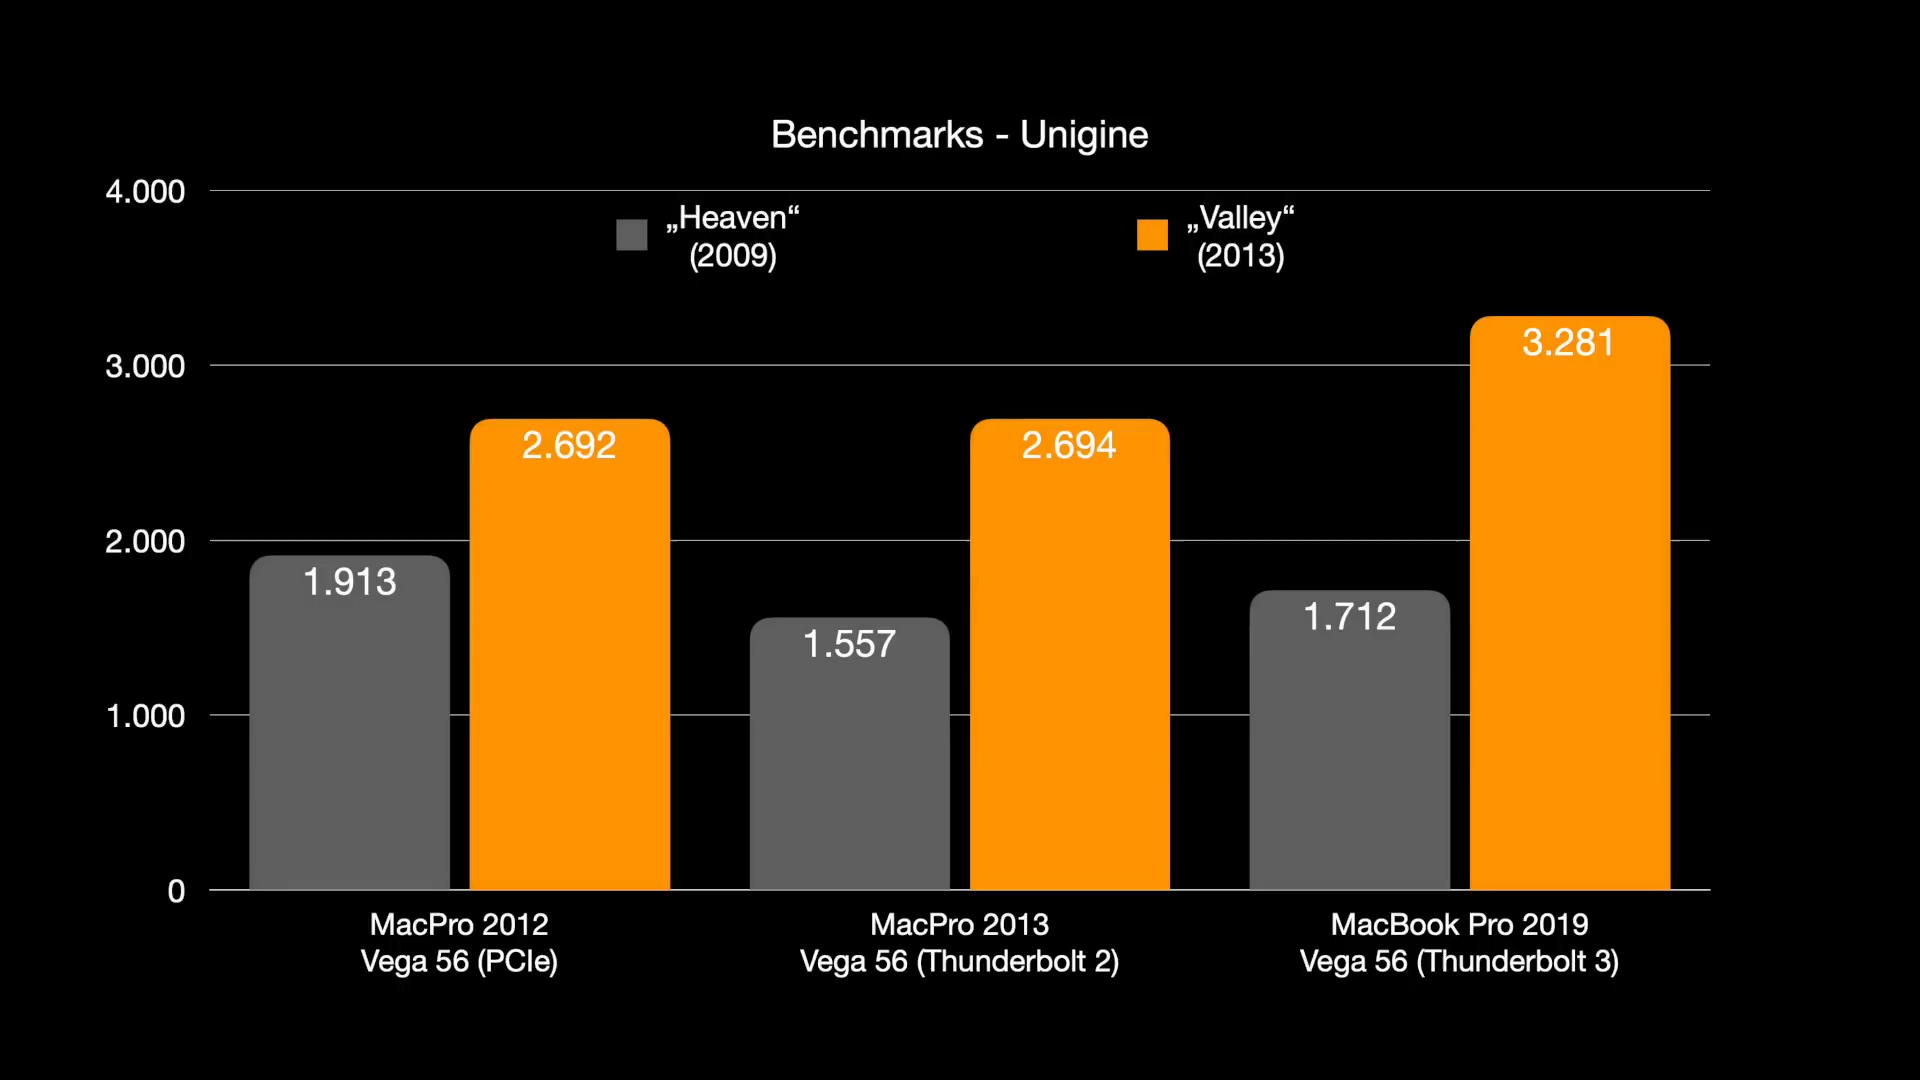 Benchmarks - Unigine
4.000
„Heaven“
(2009)
„Valley“
(2013)
3.000
3.281
2.692
2.694
2.000
1.913
1.557
1.712
1.000
0
MacPro 2012
Vega 56 (PCIe)
MacPro 2013
Vega 56 (Thunderbolt 2)
MacBook Pro 2019
Vega 56 (Thunderbolt 3)